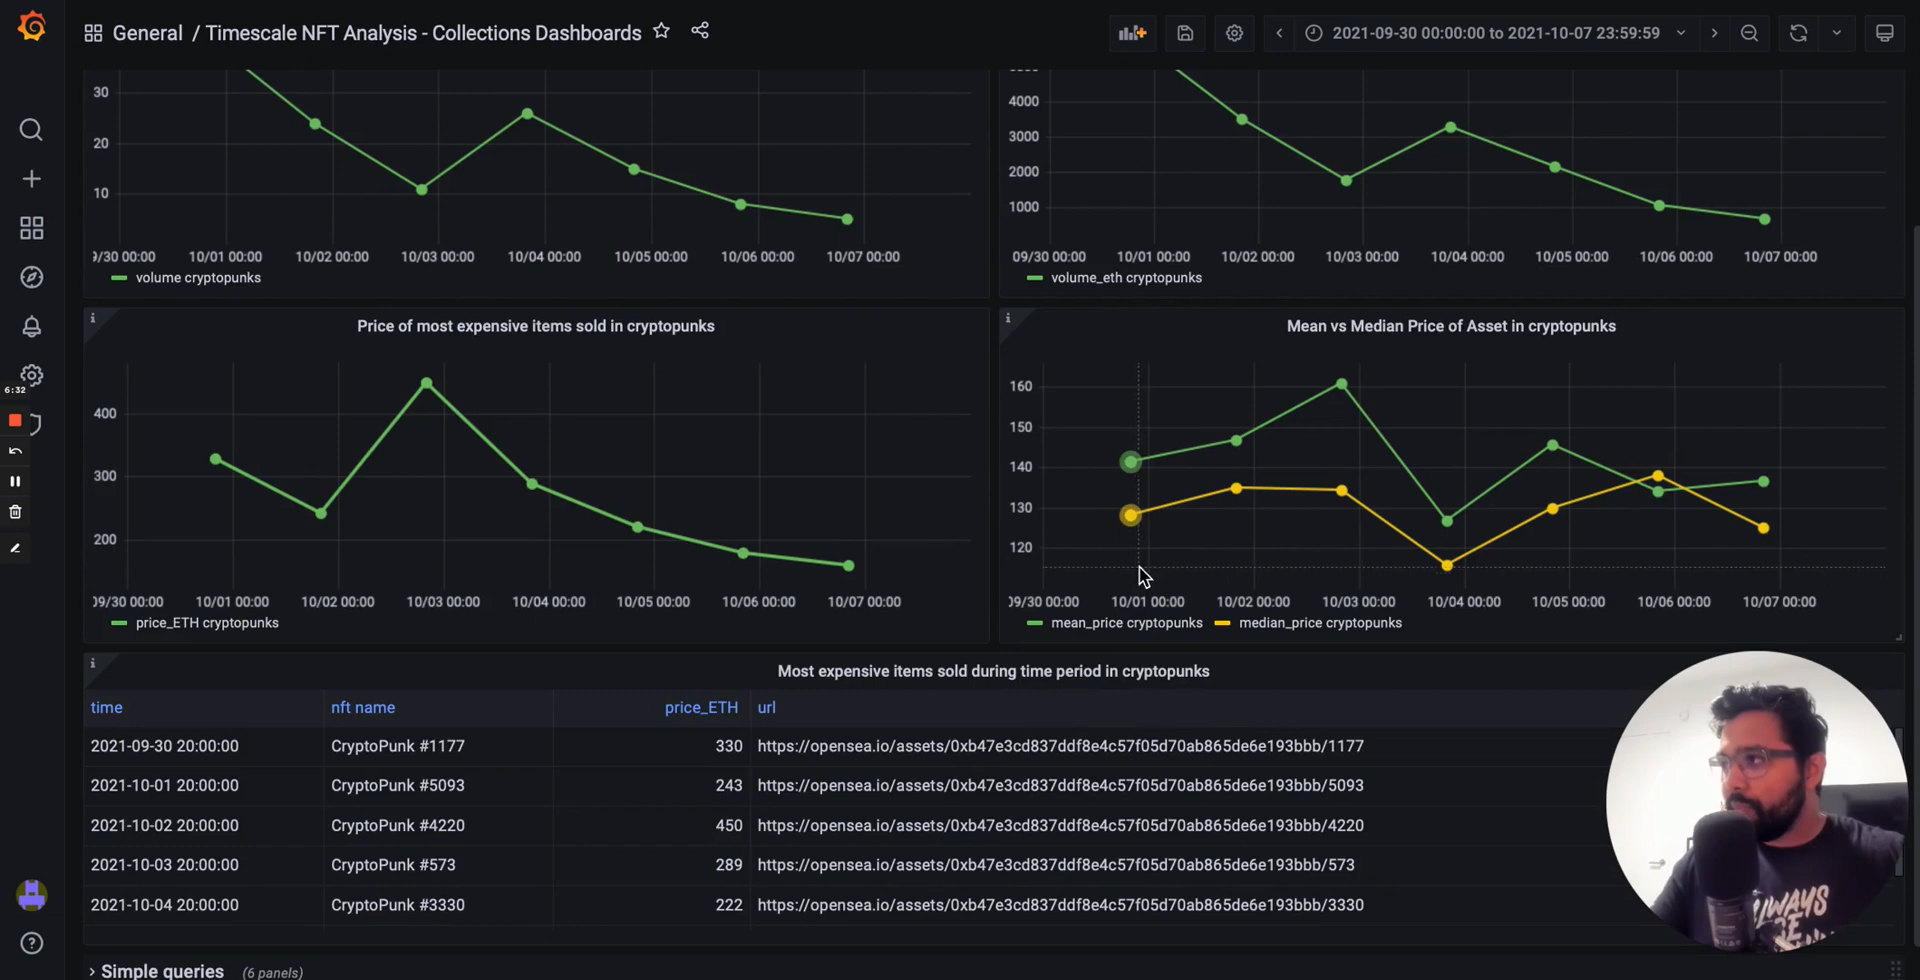 General / Timescale NFT Analysis - Collections Dashboards
2021-09-30 00:00:00 to 2021-10-07 23:59:59
30
20
10
9/30 00:00 10/01 00:00 10/02 00:00 10/03 00:00 10/04 00:00 10/05 00:00 10/06 00:00 10/07 00:00
volume cryptopunks
4000
3000
2000
1000
09/30 00:00 10/01 00:00 10/02 00:00 10/03 00:00 10/04 00:00 10/05 00:00 10/06 00:00 10/07 00:00
volume_eth cryptopunks
Price of most expensive items sold in cryptopunks
400
300
200
09/30 00:00 10/01 00:00 10/02 00:00 10/03 00:00 10/04 00:00 10/05 00:00 10/06 00:00 10/07 00:00
price_ETH cryptopunks
Mean vs Median Price of Asset in cryptopunks
160
150
140
130
120
09/30 00:00 10/01 00:00 10/02 00:00 10/03 00:00 10/04 00:00 10/05 00:00 10/06 00:00 10/07 00:00
mean_price cryptopunks median_price cryptopunks
6:32
Most expensive items sold during time period in cryptopunks
time nft name price_ETH url
2021-09-30 20:00:00 CryptoPunk #1177 330 https://opensea.io/assets/0xb47e3cd837ddf8e4c57f05d70ab865de6e193bbb/1177
2021-10-01 20:00:00 CryptoPunk #5093 243 https://opensea.io/assets/0xb47e3cd837ddf8e4c57f05d70ab865de6e193bbb/5093
2021-10-02 20:00:00 CryptoPunk #4220 450 https://opensea.io/assets/0xb47e3cd837ddf8e4c57f05d70ab865de6e193bbb/4220
2021-10-03 20:00:00 CryptoPunk #573 289 https://opensea.io/assets/0xb47e3cd837ddf8e4c57f05d70ab865de6e193bbb/573
2021-10-04 20:00:00 CryptoPunk #3330 222 https://opensea.io/assets/0xb47e3cd837ddf8e4c57f05d70ab865de6e193bbb/3330
Simple queries (6 panels)